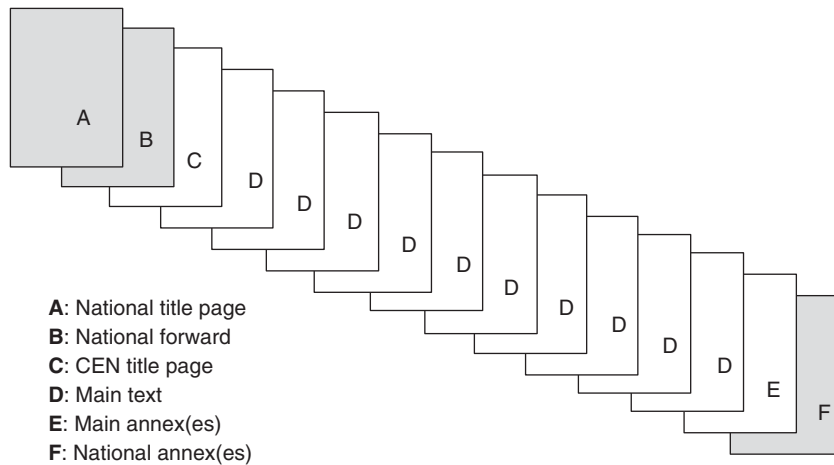 A
B
C
D
D
D
D
D
D
D
D
D
D
E
F
A: National title page
B: National forward
C: CEN title page
D: Main text
E: Main annex(es)
F: National annex(es)